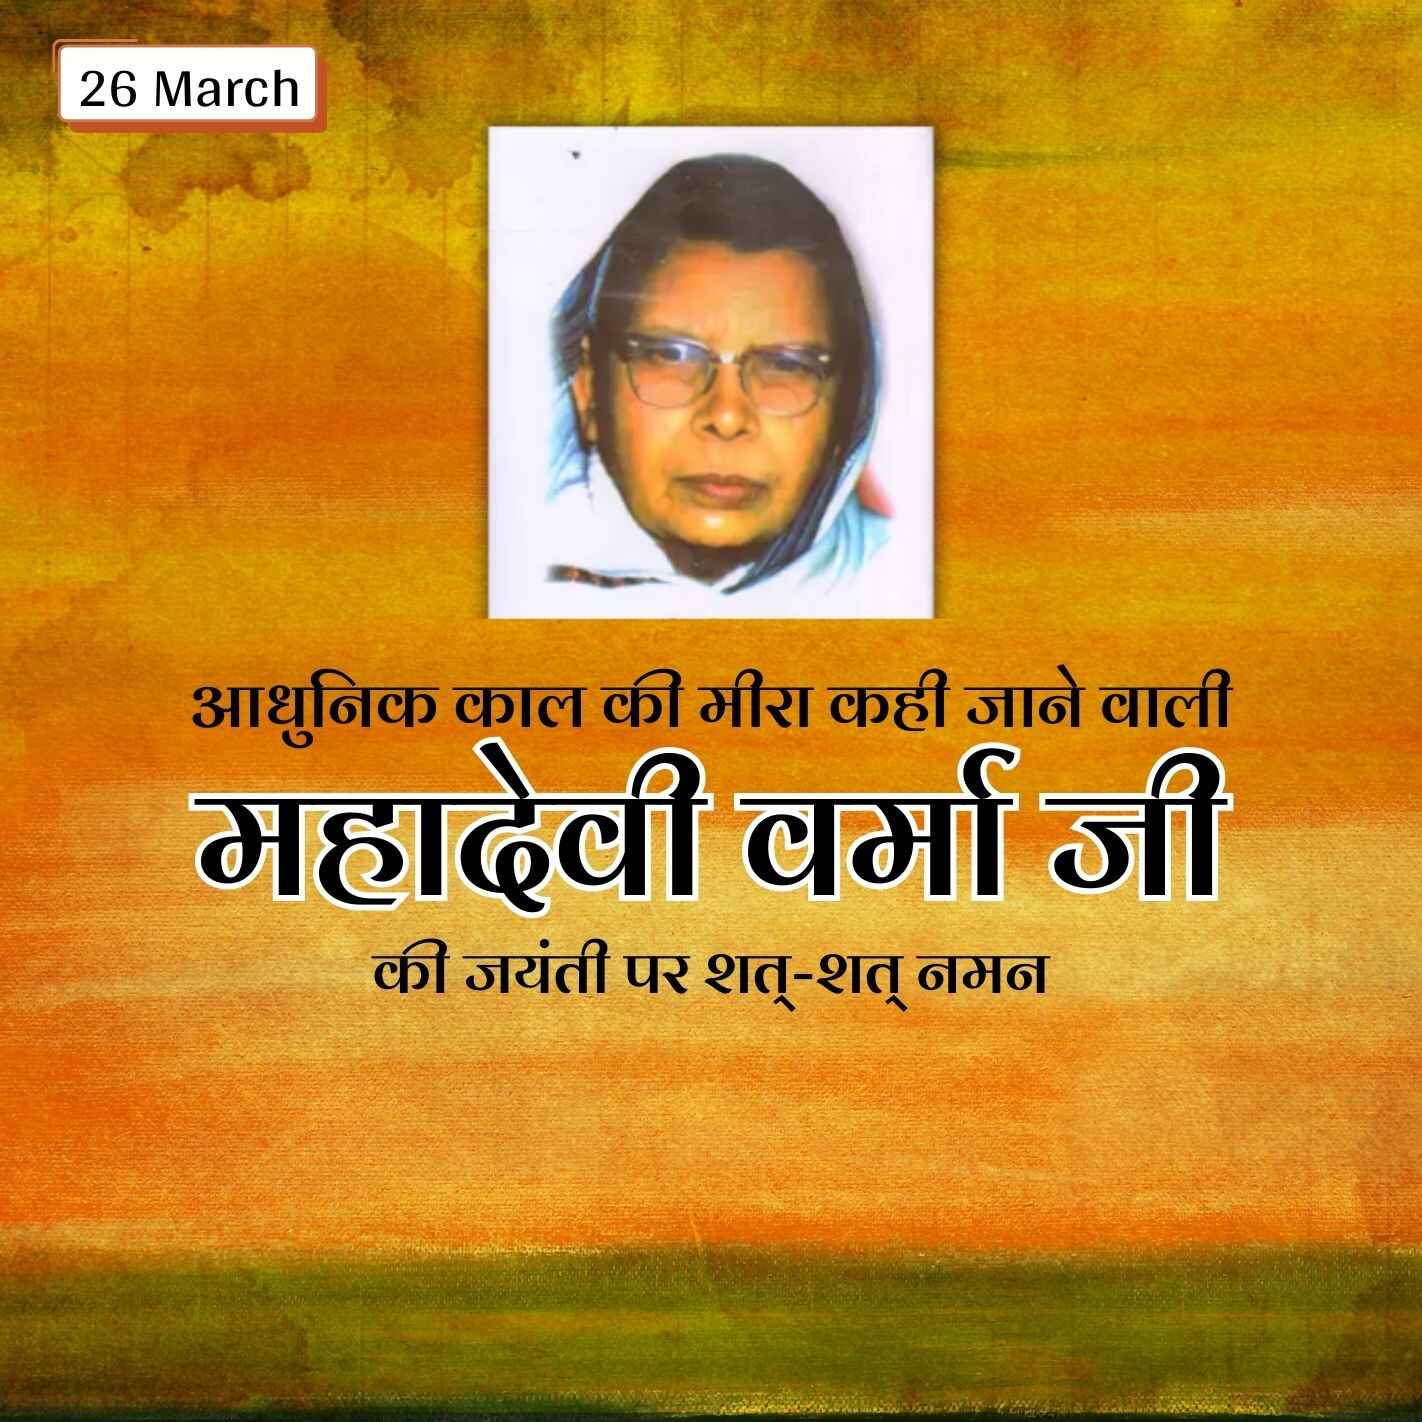 26 March
आधुनिक काल की मीरा कही जाने वाली
महादेवी वर्मा जी
की जयंती पर शत्-शत् नमन